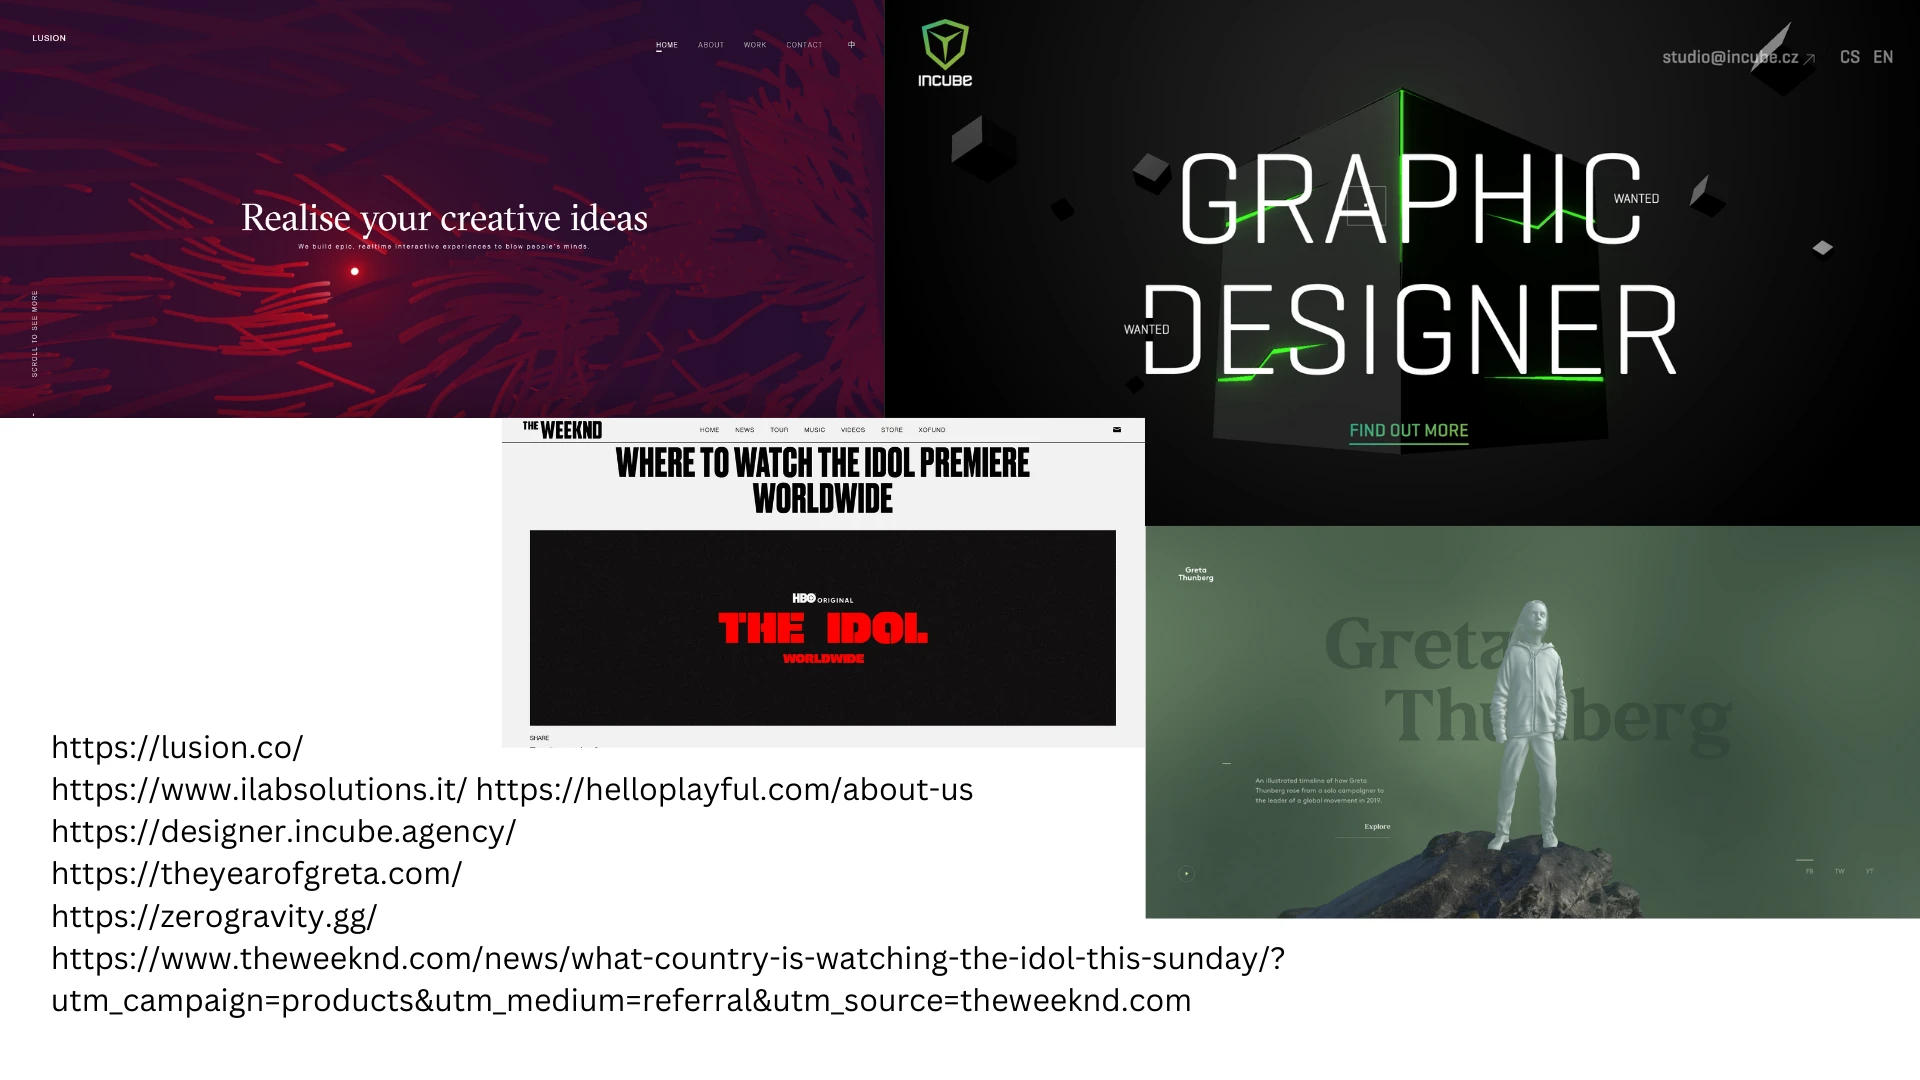 LUSION
HOME ABOUT WORK CONTACT 中
Realise your creative ideas
We build epic, realtime interactive experiences to blow people's minds.
SCROLL TO SEE MORE
INCUBE
studio@incube.cz CS EN
GRAPHIC
WANTED
DESIGNER
WANTED
FIND OUT MORE
THE WEEKND
HOME NEWS TOUR MUSIC VIDEOS STORE XOFUND
WHERE TO WATCH THE IDOL PREMIERE
WORLDWIDE
HBO ORIGINAL
THE IDOL
WORLDWIDE
SHARE
Greta
Thunberg
Greta
Thunberg
An illustrated timeline of how Greta
Thunberg rose from a solo campaigner to
the leader of a global movement in 2019.
Explore
FB TW YT
https://lusion.co/
https://www.ilabsolutions.it/ https://helloplayful.com/about-us
https://designer.incube.agency/
https://theyearofgreta.com/
https://zerogravity.gg/
https://www.theweeknd.com/news/what-country-is-watching-the-idol-this-sunday/?
utm_campaign=products&utm_medium=referral&utm_source=theweeknd.com